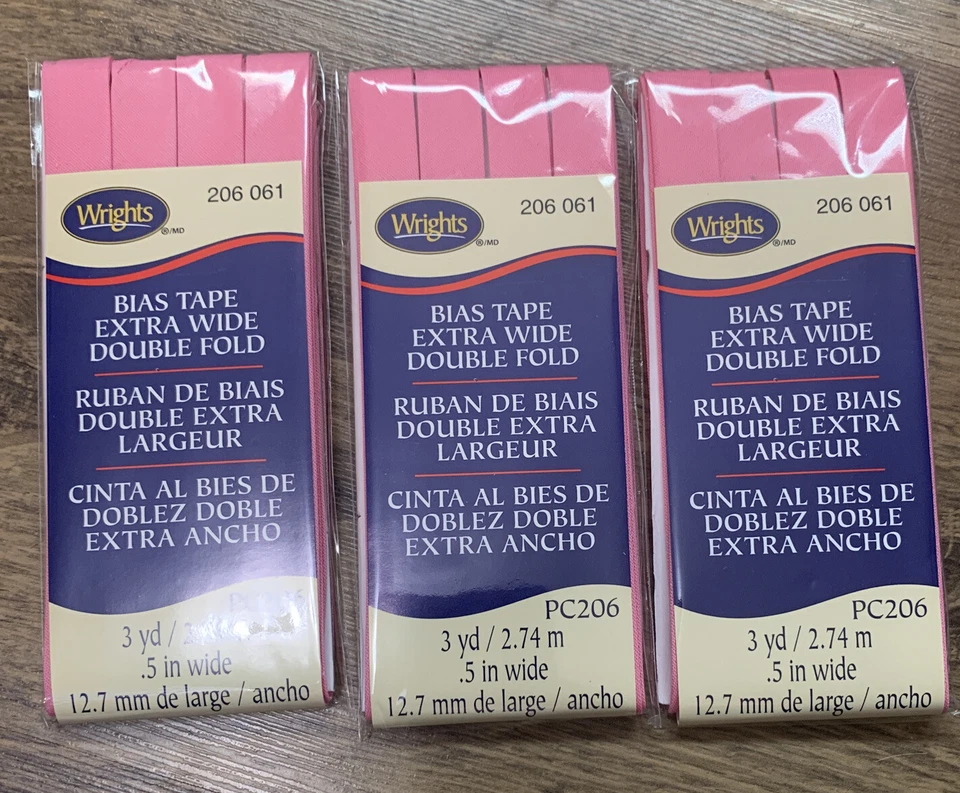 Wrights
®/MD
206 061
BIAS TAPE
EXTRA WIDE
DOUBLE FOLD
RUBAN DE BIAIS
DOUBLE EXTRA
LARGEUR
CINTA AL BIES DE
DOBLEZ DOBLE
EXTRA ANCHO
3 yd /
.5 in wide
12.7 mm de large / ancho
Wrights
®/MD
206 061
BIAS TAPE
EXTRA WIDE
DOUBLE FOLD
RUBAN DE BIAIS
DOUBLE EXTRA
LARGEUR
CINTA AL BIES DE
DOBLEZ DOBLE
EXTRA ANCHO
PC206
3 yd / 2.74 m
.5 in wide
12.7 mm de large / ancho
Wrights
®/MD
206 061
BIAS TAPE
EXTRA WIDE
DOUBLE FOLD
RUBAN DE BIAIS
DOUBLE EXTRA
LARGEUR
CINTA AL BIES DE
DOBLEZ DOBLE
EXTRA ANCHO
PC206
3 yd / 2.74 m
.5 in wide
12.7 mm de large / ancho